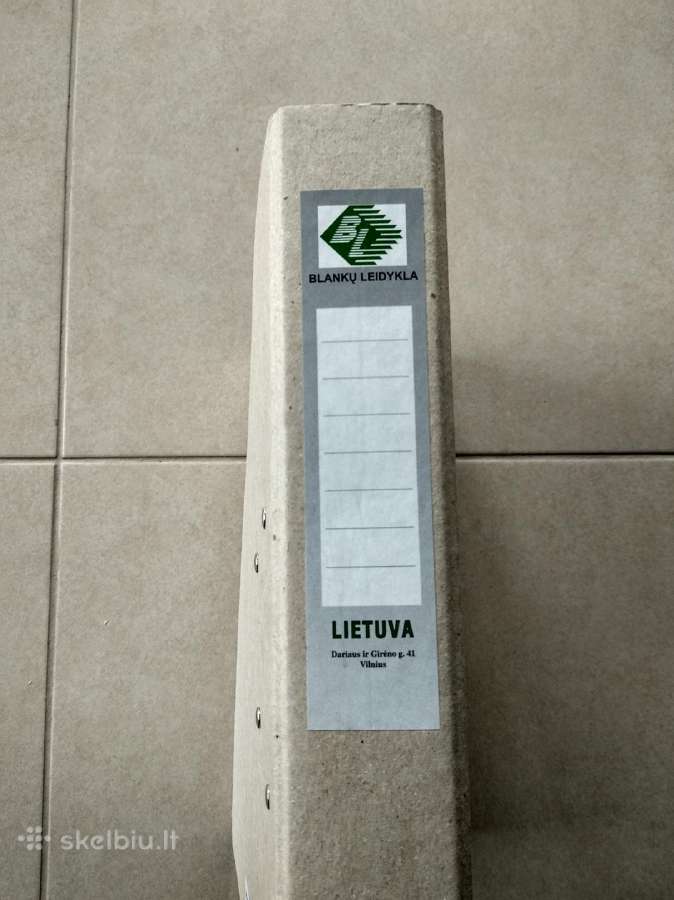 BL
BLANKŲ LEIDYKLA
LIETUVA
Dariaus ir Girėno g. 41
Vilnius
skelbiu.lt